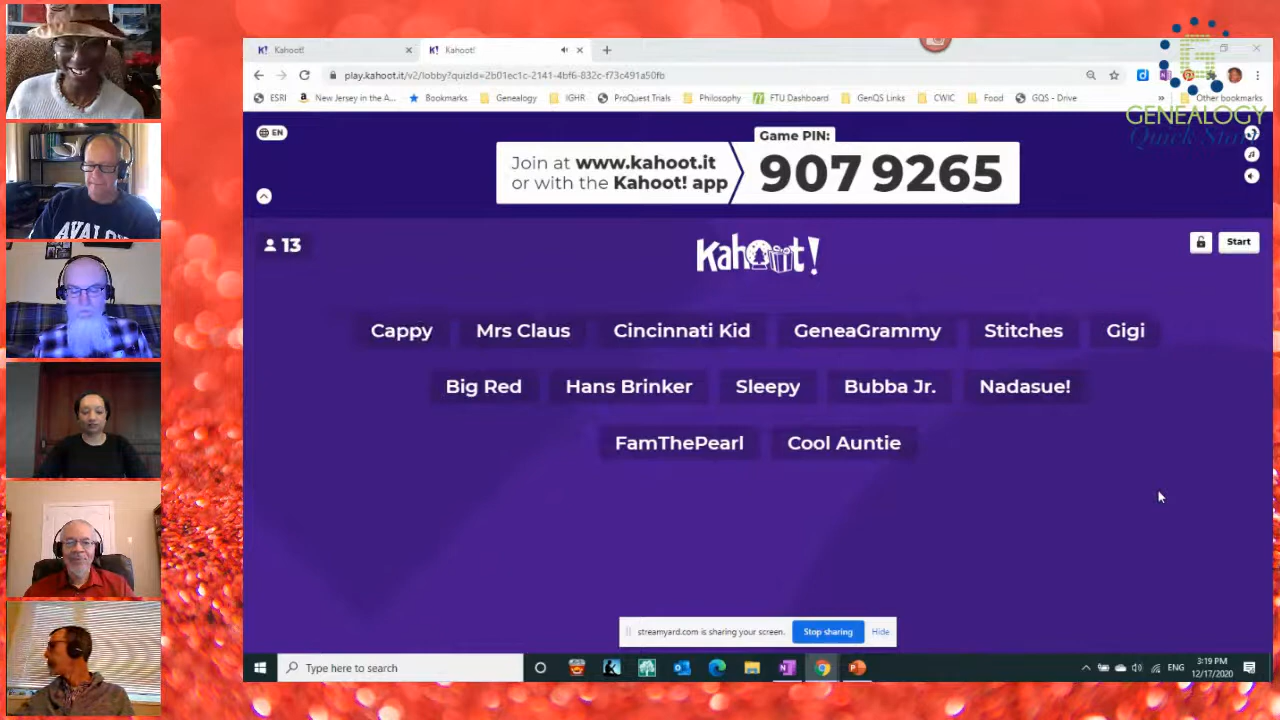 Kahoot!
Kahoot!
play.kahoot.it/v2/lobby?quizId=2b01ec1c-2141-4bf6-832c-f73c491a50fb
ESRI
New Jersey in the A...
Bookmarks
Genealogy
IGHR
ProQuest Trials
Philosophy
FTU Dashboard
GenQS Links
CWIC
Food
GQS - Drive
»
Other bookmarks
GENEALOGY
Quick Start
EN
Game PIN:
Join at www.kahoot.it
or with the Kahoot! app
907 9265
13
Kahoot!
Start
Cappy
Mrs Claus
Cincinnati Kid
GeneaGrammy
Stitches
Gigi
Big Red
Hans Brinker
Sleepy
Bubba Jr.
Nadasue!
FamThePearl
Cool Auntie
AVALON
streamyard.com is sharing your screen.
Stop sharing
Hide
Type here to search
ENG
3:19 PM
12/17/2020